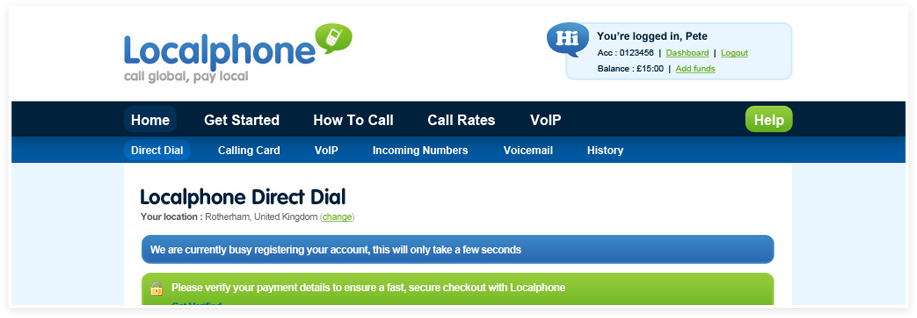 Localphone
call global, pay local
Hi
You're logged in, Pete
Acc : 0123456 | Dashboard | Logout
Balance : £15:00 | Add funds
Home Get Started How To Call Call Rates VoIP Help
Direct Dial Calling Card VoIP Incoming Numbers Voicemail History
Localphone Direct Dial
Your location : Rotherham, United Kingdom (change)
We are currently busy registering your account, this will only take a few seconds
Please verify your payment details to ensure a fast, secure checkout with Localphone
Get Verified